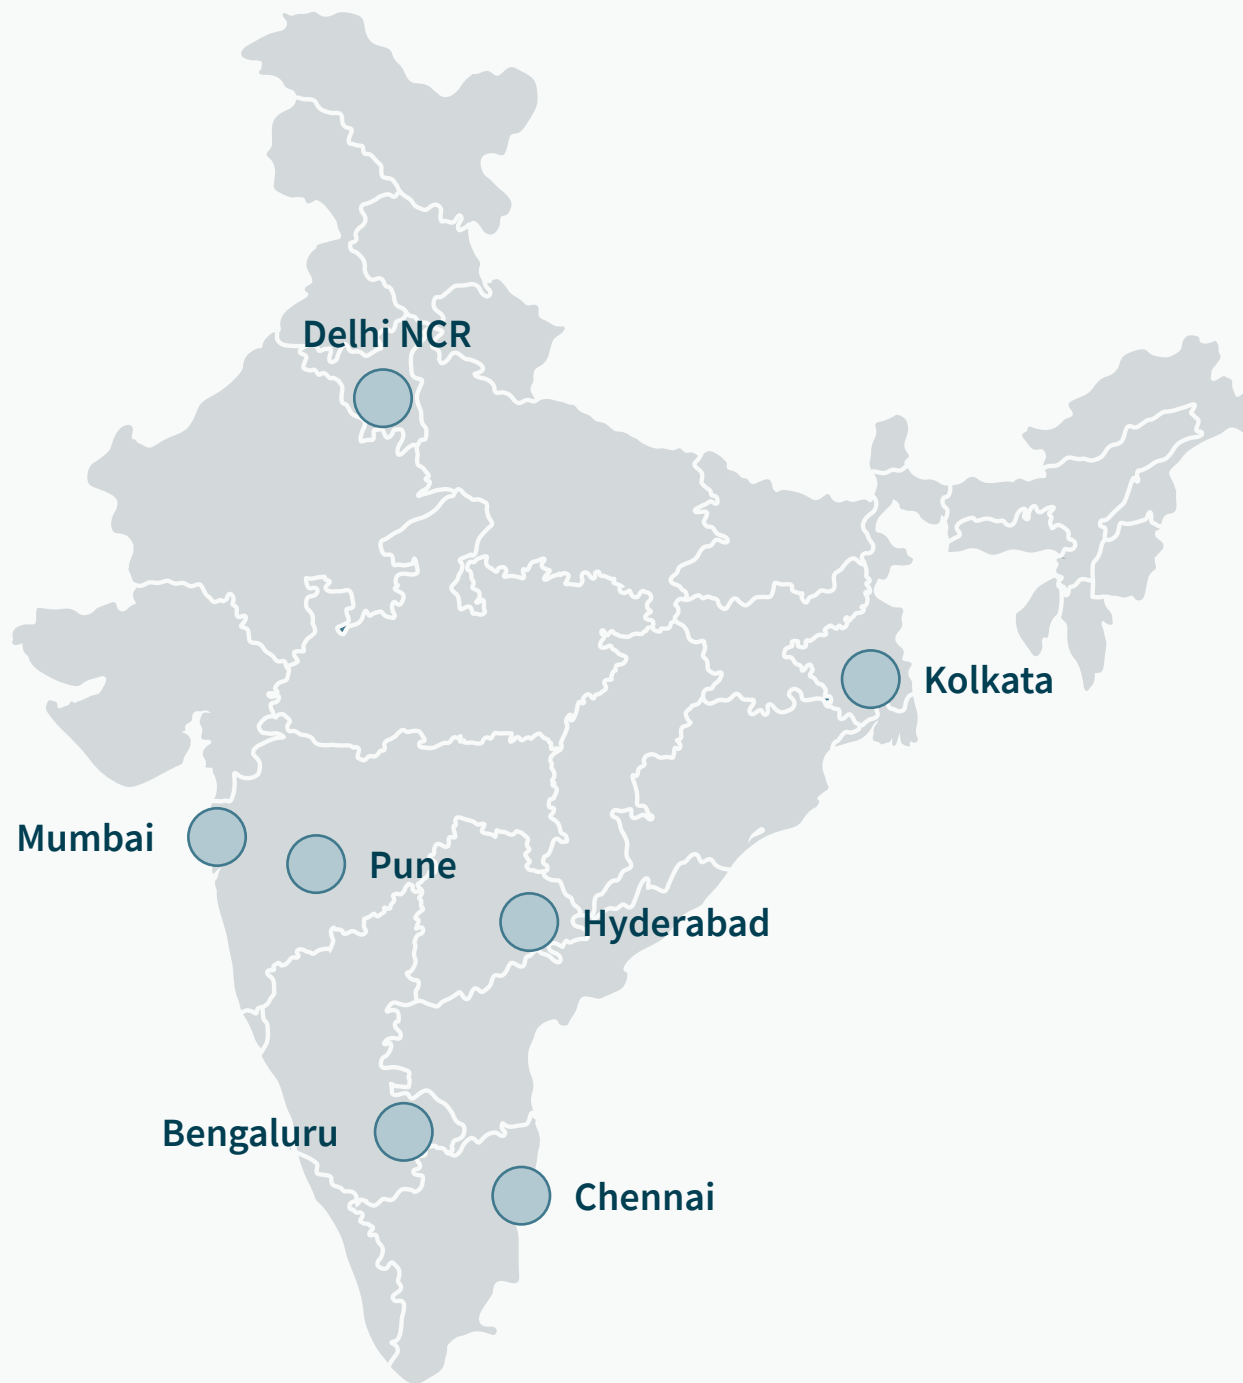 Delhi NCR
Kolkata
Mumbai
Pune
Hyderabad
Bengaluru
Chennai